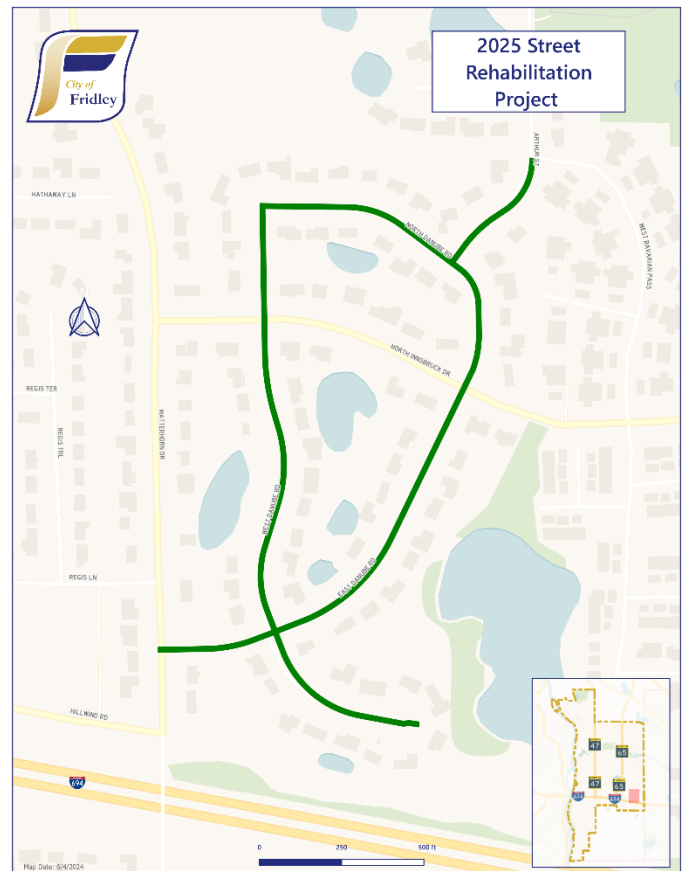 City of
Fridley
2025 Street
Rehabilitation
Project
ARTHUR ST
HATHAWAY LN
NORTH DANUBE RD
WEST BAVARIAN PASS
NORTH INNSBRUCK DR
REGIS TER
REGIS TRL
MATTERHORN DR
WEST DANUBE RD
EAST DANUBE RD
REGIS LN
HILLWIND RD
694
47
65
47
65
694
694
0 250 500 ft
Map Date: 6/4/2024